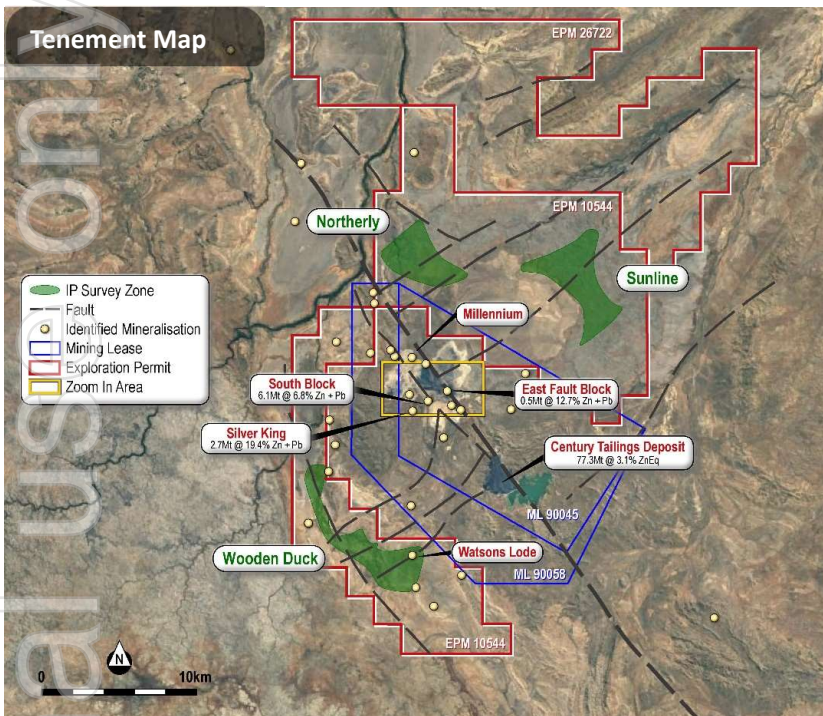 Tenement Map
EPM 26722
EPM 10544
Northerly
Sunline
IP Survey Zone
Fault
Identified Mineralisation
Mining Lease
Exploration Permit
Zoom In Area
Millennium
South Block
6.1Mt @ 6.8% Zn + Pb
East Fault Block
0.5Mt @ 12.7% Zn + Pb
Silver King
2.7Mt @ 19.4% Zn + Pb
Century Tailings Deposit
77.3Mt @ 3.1% ZnEq
ML 90045
Wooden Duck
Watsons Lode
ML 90058
EPM 10544
N
0 10km
al use only